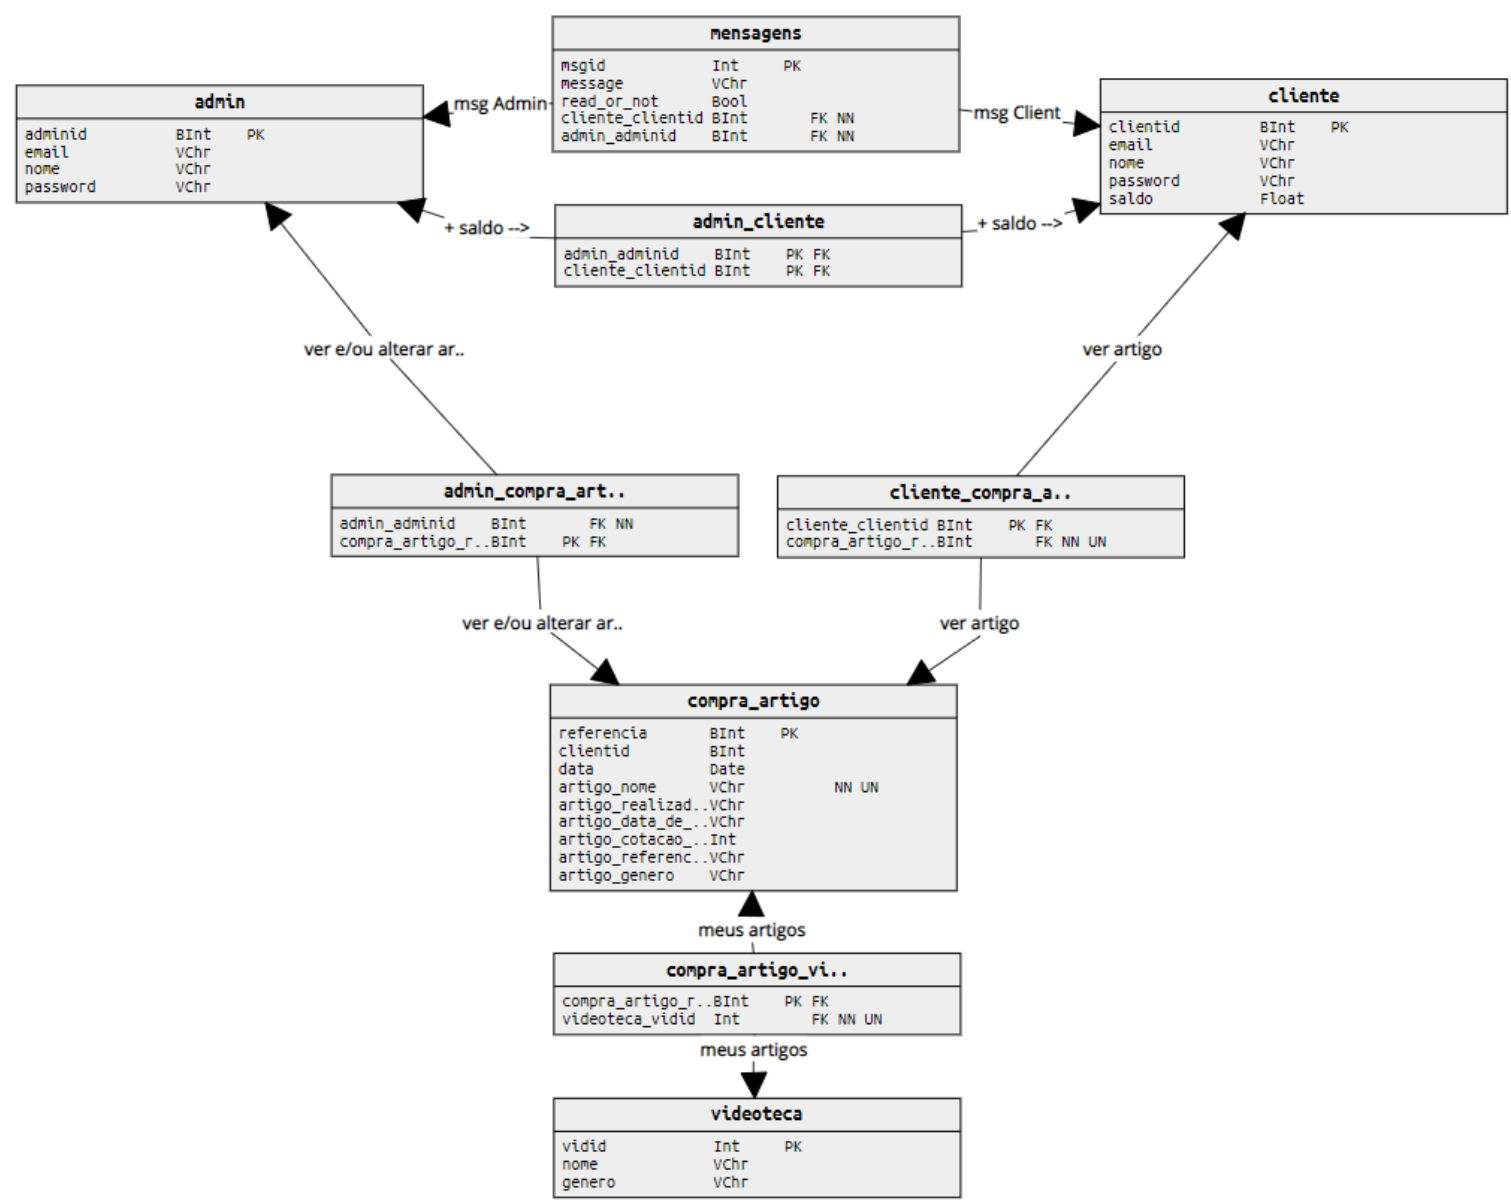 mensagens
msgid Int PK
message VChr
read_or_not Bool
cliente_clientid BInt FK NN
admin_adminid BInt FK NN
admin
adminid BInt PK
email VChr
nome VChr
password VChr
msg Admin
msg Client
cliente
clientid BInt PK
email VChr
nome VChr
password VChr
saldo Float
admin_cliente
admin_adminid BInt PK FK
cliente_clientid BInt PK FK
+ saldo -->
+ saldo -->
ver e/ou alterar ar..
ver artigo
admin_compra_art..
admin_adminid BInt FK NN
compra_artigo_r..BInt PK FK
cliente_compra_a..
cliente_clientid BInt PK FK
compra_artigo_r..BInt FK NN UN
ver e/ou alterar ar..
ver artigo
compra_artigo
referencia BInt PK
clientid BInt
data Date
artigo_nome VChr NN UN
artigo_realizad..VChr
artigo_data_de_..VChr
artigo_cotacao_..Int
artigo_referenc..VChr
artigo_genero VChr
meus artigos
compra_artigo_vi..
compra_artigo_r..BInt PK FK
videoteca_vidid Int FK NN UN
meus artigos
videoteca
vidid Int PK
nome VChr
genero VChr